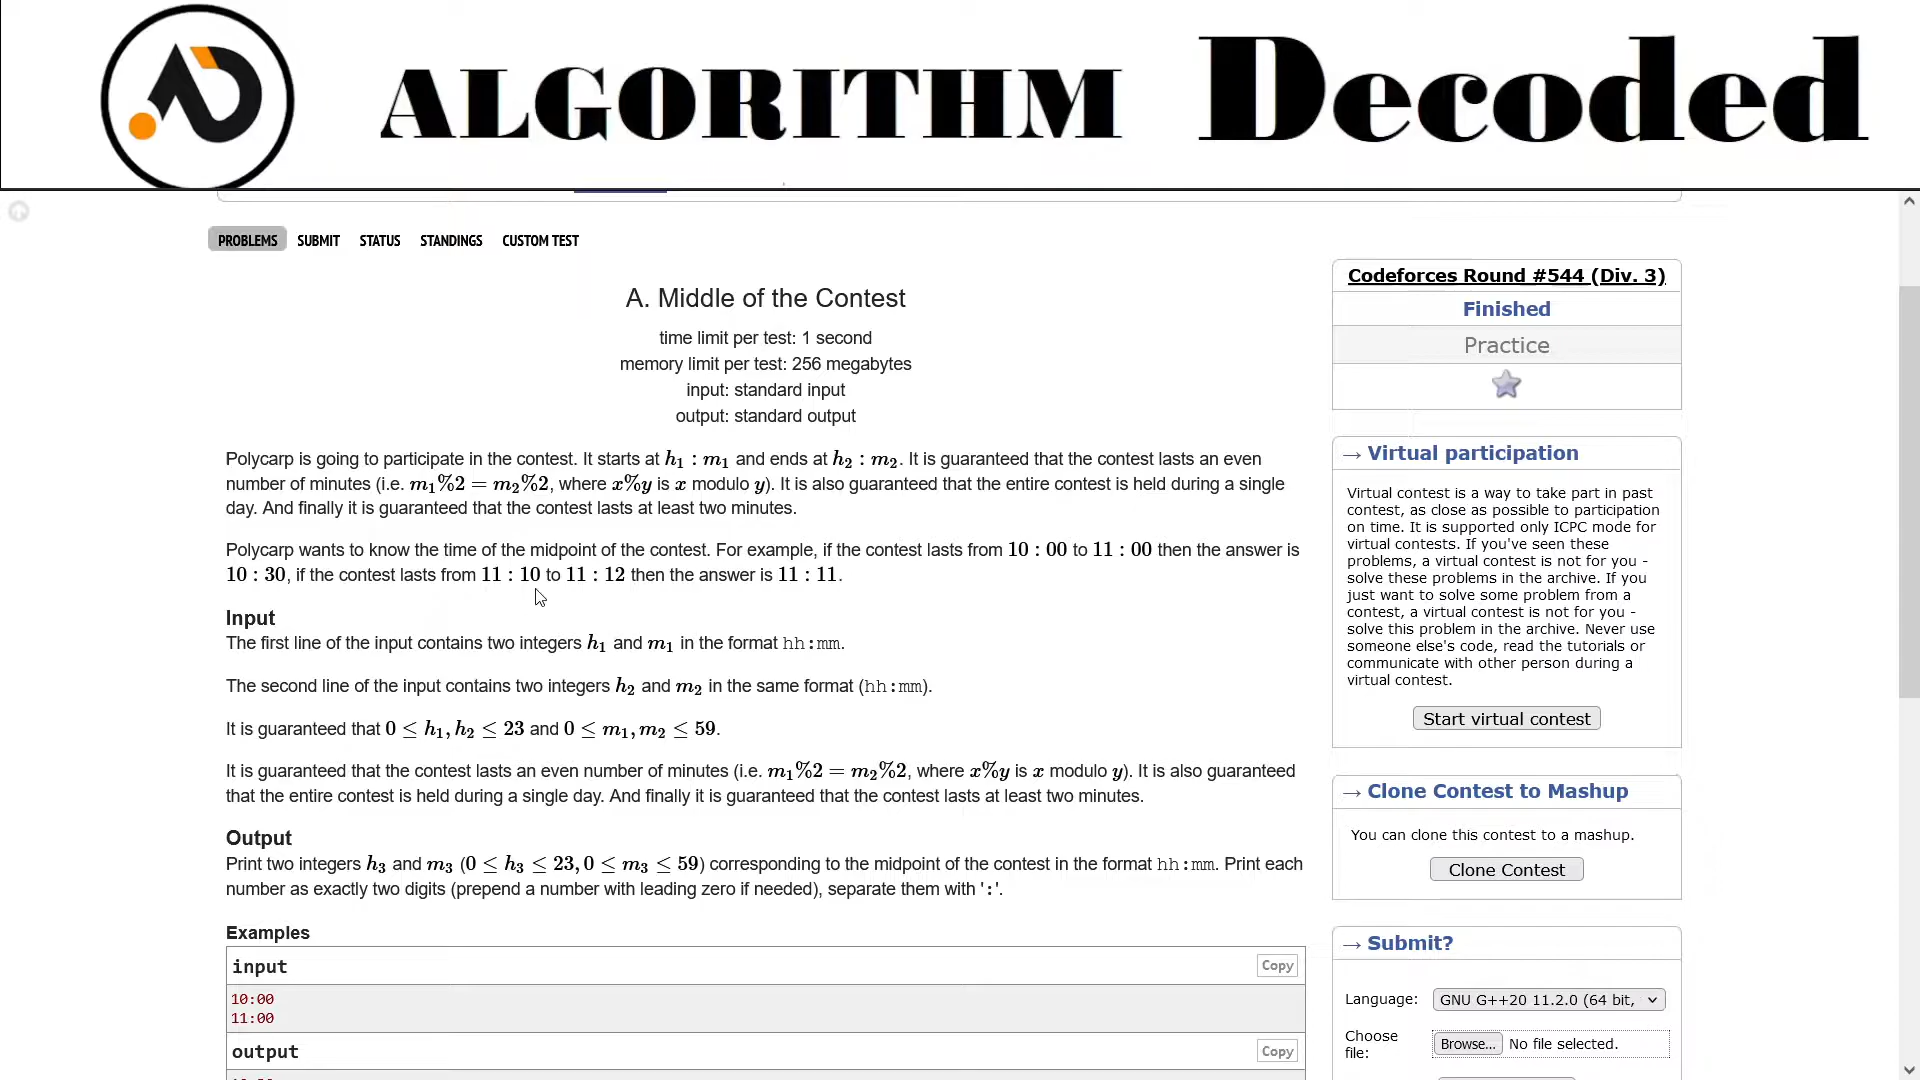 ALGORITHM Decoded
PROBLEMS SUBMIT STATUS STANDINGS CUSTOM TEST
A. Middle of the Contest
time limit per test: 1 second
memory limit per test: 256 megabytes
input: standard input
output: standard output
Polycarp is going to participate in the contest. It starts at h₁ : m₁ and ends at h₂ : m₂. It is guaranteed that the contest lasts an even
number of minutes (i.e. m₁%2 = m₂%2, where x%y is x modulo y). It is also guaranteed that the entire contest is held during a single
day. And finally it is guaranteed that the contest lasts at least two minutes.
Polycarp wants to know the time of the midpoint of the contest. For example, if the contest lasts from 10 : 00 to 11 : 00 then the answer is
10 : 30, if the contest lasts from 11 : 10 to 11 : 12 then the answer is 11 : 11.
Input
The first line of the input contains two integers h₁ and m₁ in the format hh:mm.
The second line of the input contains two integers h₂ and m₂ in the same format (hh:mm).
It is guaranteed that 0 ≤ h₁, h₂ ≤ 23 and 0 ≤ m₁, m₂ ≤ 59.
It is guaranteed that the contest lasts an even number of minutes (i.e. m₁%2 = m₂%2, where x%y is x modulo y). It is also guaranteed
that the entire contest is held during a single day. And finally it is guaranteed that the contest lasts at least two minutes.
Output
Print two integers h₃ and m₃ (0 ≤ h₃ ≤ 23, 0 ≤ m₃ ≤ 59) corresponding to the midpoint of the contest in the format hh:mm. Print each
number as exactly two digits (prepend a number with leading zero if needed), separate them with ':'.
Examples
input Copy
10:00
11:00
output Copy
Codeforces Round #544 (Div. 3)
Finished
Practice
→ Virtual participation
Virtual contest is a way to take part in past
contest, as close as possible to participation
on time. It is supported only ICPC mode for
virtual contests. If you've seen these
problems, a virtual contest is not for you -
solve these problems in the archive. If you
just want to solve some problem from a
contest, a virtual contest is not for you -
solve this problem in the archive. Never use
someone else's code, read the tutorials or
communicate with other person during a
virtual contest.
Start virtual contest
→ Clone Contest to Mashup
You can clone this contest to a mashup.
Clone Contest
→ Submit?
Language: GNU G++20 11.2.0 (64 bit,
Choose
file: Browse... No file selected.